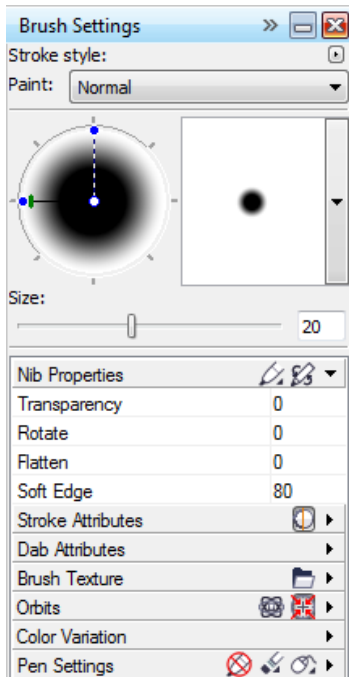 Brush Settings
Stroke style:
Paint: Normal
Size:
20
Nib Properties
Transparency 0
Rotate 0
Flatten 0
Soft Edge 80
Stroke Attributes
Dab Attributes
Brush Texture
Orbits
Color Variation
Pen Settings